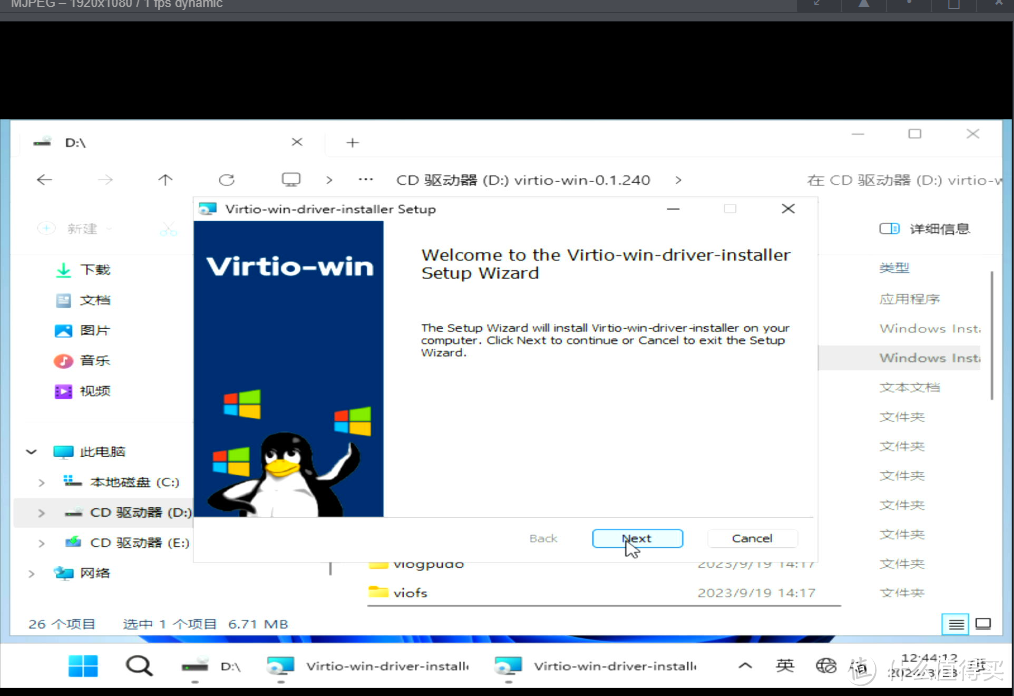 MJPEG – 1920x1080 / 1 fps dynamic
D:\
CD 驱动器 (D:) virtio-win-0.1.240
在 CD 驱动器 (D:) virtio-w
Virtio-win-driver-installer Setup
新建
详细信息
Virtio-win
Welcome to the Virtio-win-driver-installer
Setup Wizard
The Setup Wizard will install Virtio-win-driver-installer on your
computer. Click Next to continue or Cancel to exit the Setup
Wizard.
Back
Next
Cancel
下载
文档
图片
音乐
视频
此电脑
本地磁盘 (C:)
CD 驱动器 (D:)
CD 驱动器 (E:)
网络
类型
应用程序
Windows Inst
Windows Inst
文本文档
文件夹
文件夹
文件夹
文件夹
文件夹
文件夹
文件夹
viogpudo 2023/9/19 14:17
viofs 2023/9/19 14:17
26 个项目 选中 1 个项目 6.71 MB
D:\
Virtio-win-driver-install
Virtio-win-driver-install
英
12:44:13
值 什么值得买